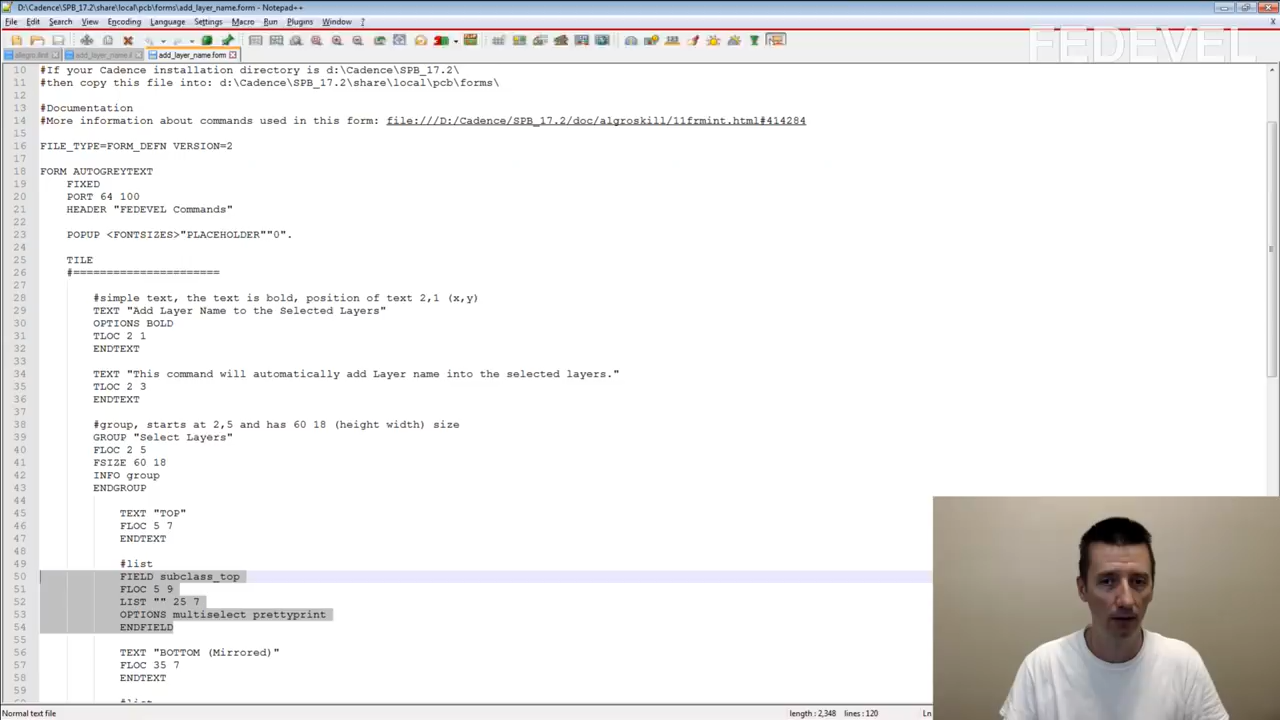 D:\Cadence\SPB_17.2\share\local\pcb\forms\add_layer_name.form - Notepad++
File Edit Search View Encoding Language Settings Macro Run Plugins Window ?
FEDEVEL
add_layer_name.form
10 #If your Cadence installation directory is d:\Cadence\SPB_17.2\
11 #then copy this file into: d:\Cadence\SPB_17.2\share\local\pcb\forms\
12
13 #Documentation
14 #More information about commands used in this form: file:///D:/Cadence/SPB_17.2/doc/algroskill/11frmint.html#414284
15
16 FILE_TYPE=FORM_DEFN VERSION=2
17
18 FORM AUTOGREYTEXT
19 FIXED
20 PORT 64 100
21 HEADER "FEDEVEL Commands"
22
23 POPUP <FONTSIZES>"PLACEHOLDER""0".
24
25 TILE
26 #======================
27
28 #simple text, the text is bold, position of text 2,1 (x,y)
29 TEXT "Add Layer Name to the Selected Layers"
30 OPTIONS BOLD
31 TLOC 2 1
32 ENDTEXT
33
34 TEXT "This command will automatically add Layer name into the selected layers."
35 TLOC 2 3
36 ENDTEXT
37
38 #group, starts at 2,5 and has 60 18 (height width) size
39 GROUP "Select Layers"
40 FLOC 2 5
41 FSIZE 60 18
42 INFO group
43 ENDGROUP
44
45 TEXT "TOP"
46 FLOC 5 7
47 ENDTEXT
48
49 #list
50 FIELD subclass_top
51 FLOC 5 9
52 LIST "" 25 7
53 OPTIONS multiselect prettyprint
54 ENDFIELD
55
56 TEXT "BOTTOM (Mirrored)"
57 FLOC 35 7
58 ENDTEXT
59
Normal text file length : 2,348 lines : 120 Ln